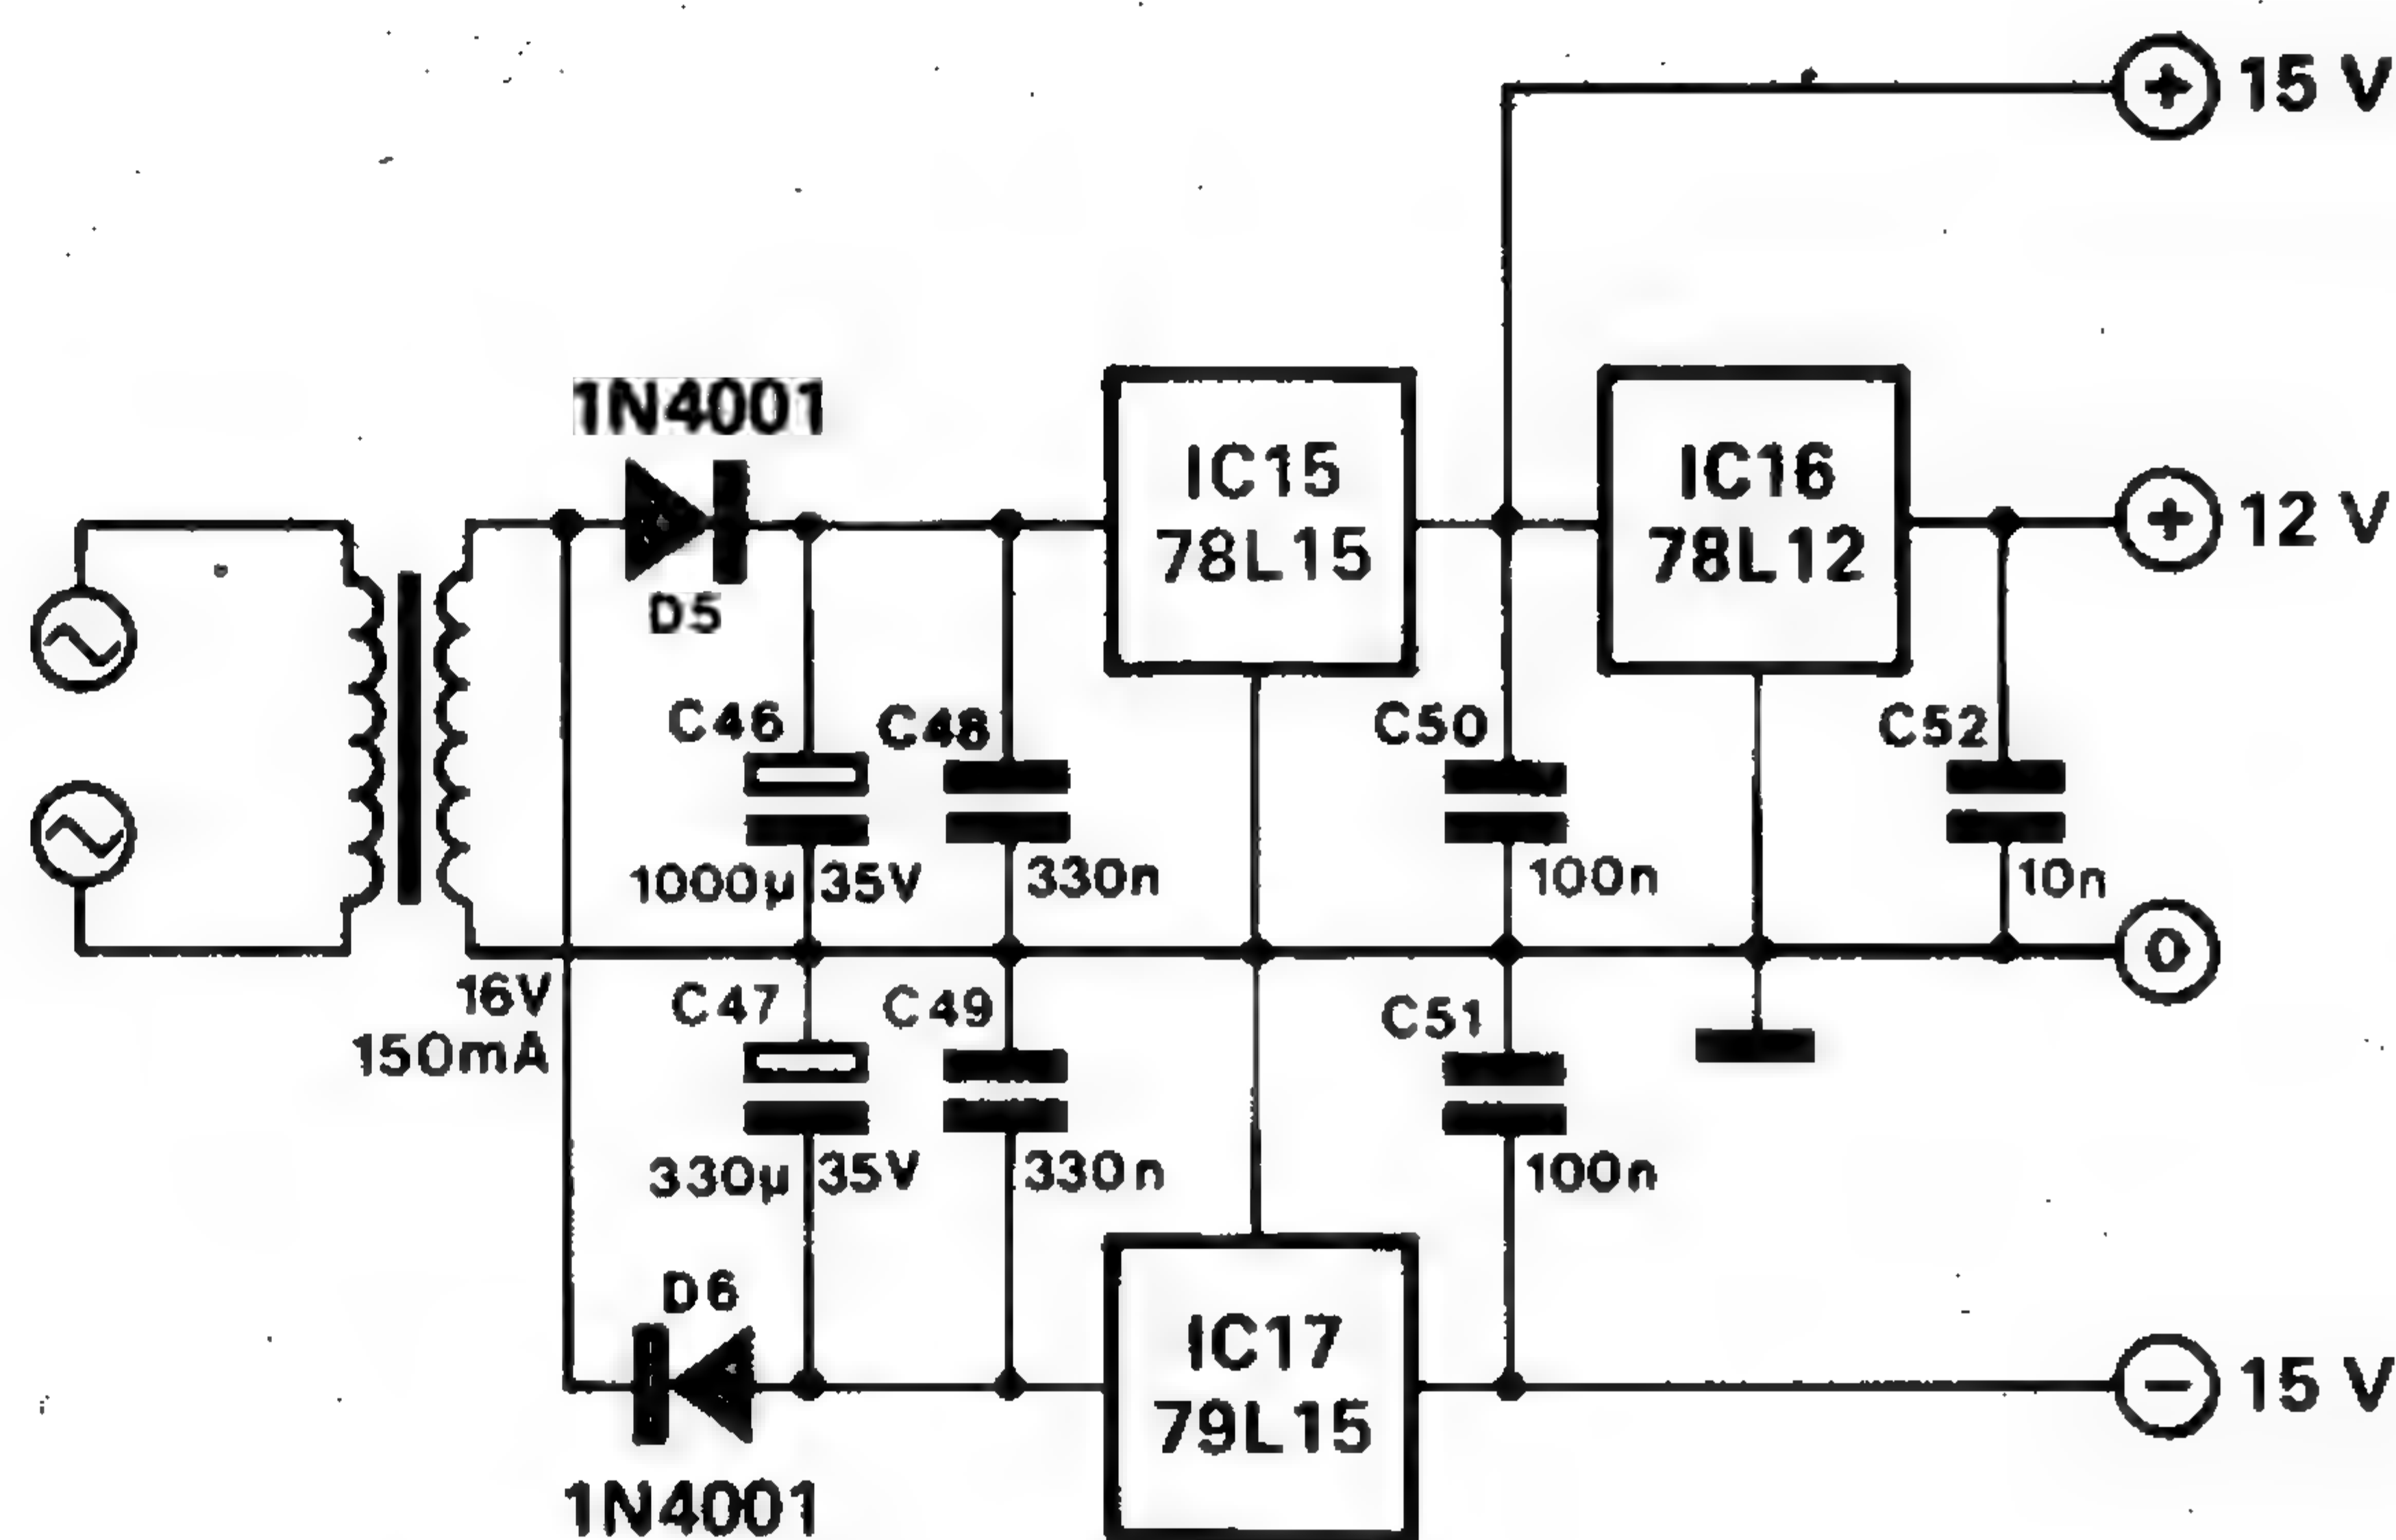 + 15 V
1N4001
D5
IC15
78L15
IC16
78L12
+ 12 V
C46
1000µ 35V
C48
330n
C50
100n
C52
10n
0
16V
150mA
C47
330µ 35V
C49
330n
C51
100n
D6
1N4001
IC17
79L15
− 15 V